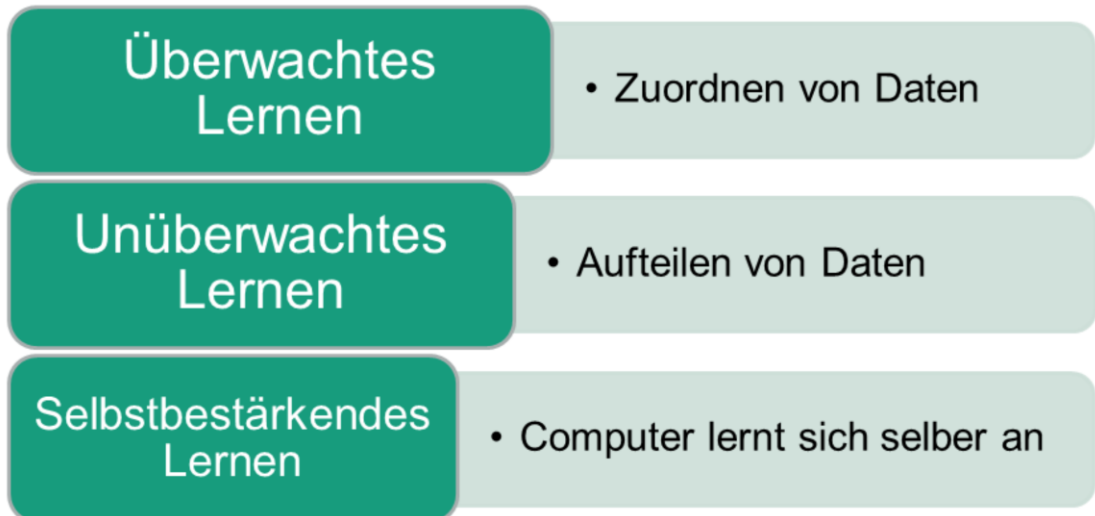 Überwachtes
Lernen
• Zuordnen von Daten
Unüberwachtes
Lernen
• Aufteilen von Daten
Selbstbestärkendes
Lernen
• Computer lernt sich selber an